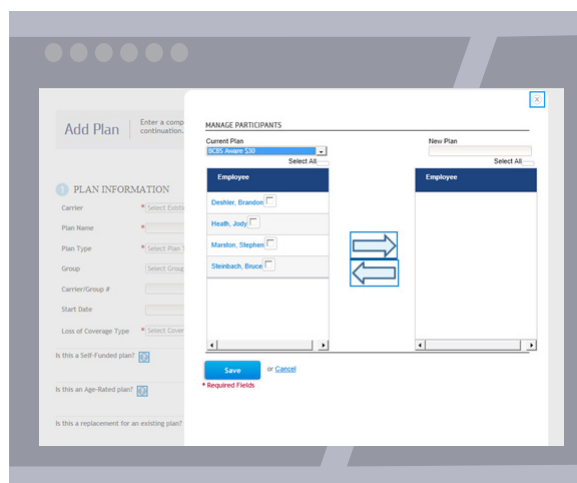 Add Plan
Enter a comp
continuation.
1 PLAN INFORMATION
Carrier * Select Existi
Plan Name *
Plan Type * Select Plan T
Group Select Group
Carrier/Group #
Start Date
Loss of Coverage Type * Select Cover
Is this a Self-Funded plan?
Is this an Age-Rated plan?
Is this a replacement for an existing plan?
MANAGE PARTICIPANTS
Current Plan
BCBS Aware $30
Select All
Employee
Deshler, Brandon
Heath, Jody
Marston, Stephen
Steinbach, Bruce
New Plan
Select All
Employee
Save or Cancel
* Required Fields